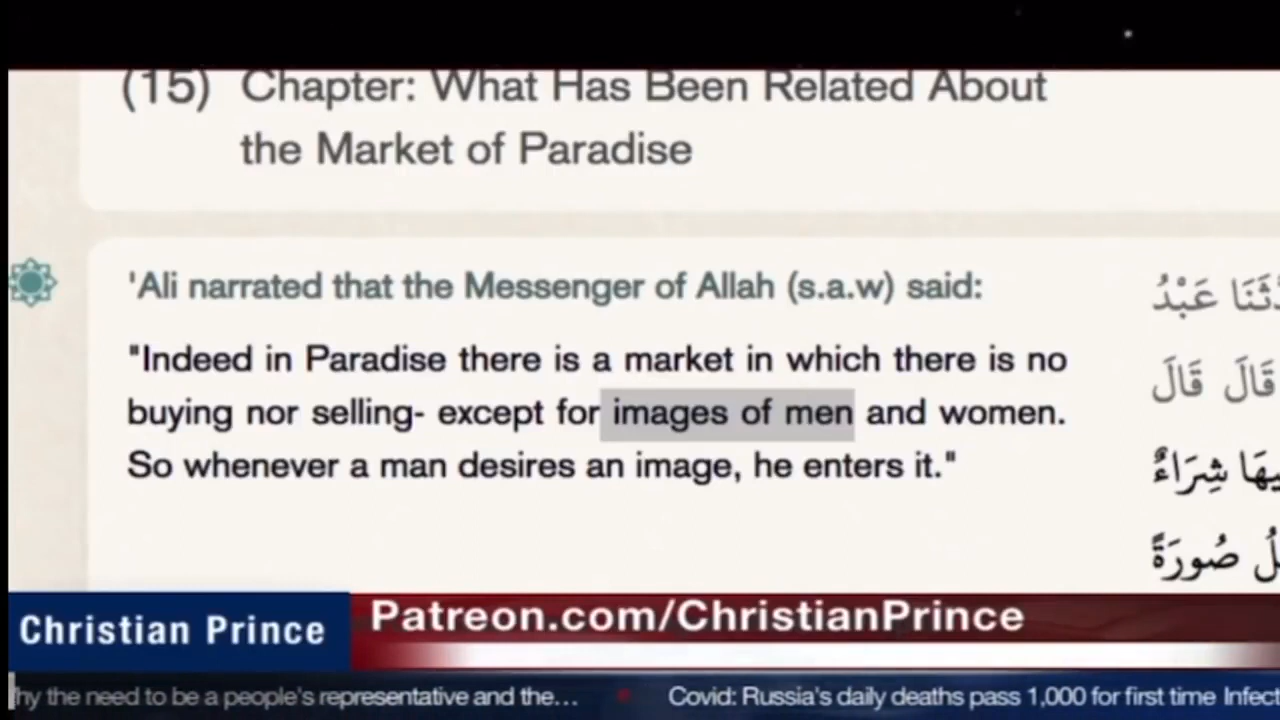 (15) Chapter: What Has Been Related About
the Market of Paradise
'Ali narrated that the Messenger of Allah (s.a.w) said:
دَّثَنَا عَبْدُ
"Indeed in Paradise there is a market in which there is no
قَالَ قَالَ
buying nor selling- except for images of men and women.
So whenever a man desires an image, he enters it."
شِرَاءٌ
صُورَةً
Christian Prince
Patreon.com/ChristianPrince
the need to be a people's representative and the... Covid: Russia's daily deaths pass 1,000 for first time